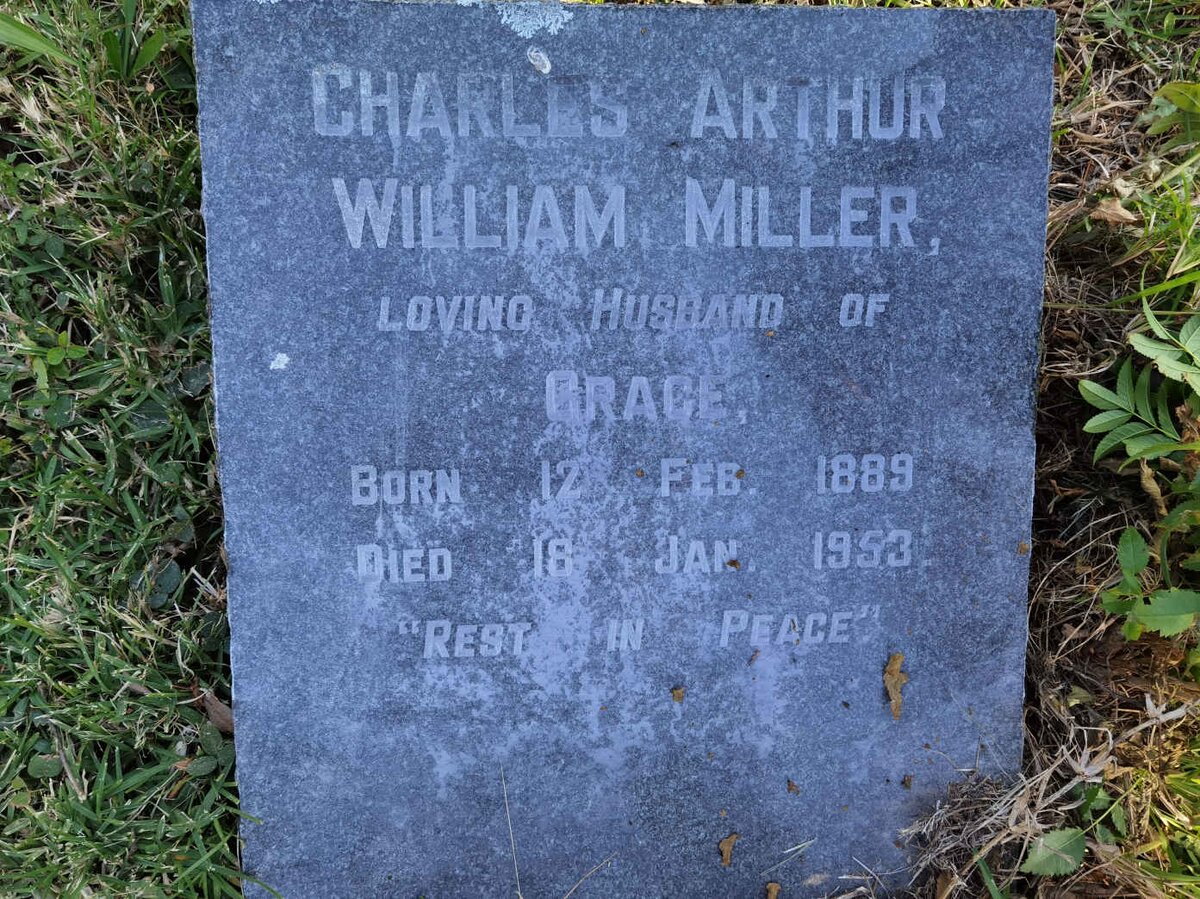 CHARLES ARTHUR
WILLIAM MILLER,
LOVING HUSBAND OF
GRACE.
BORN 12 FEB. 1889
DIED 18 JAN. 1953.
"REST IN PEACE"